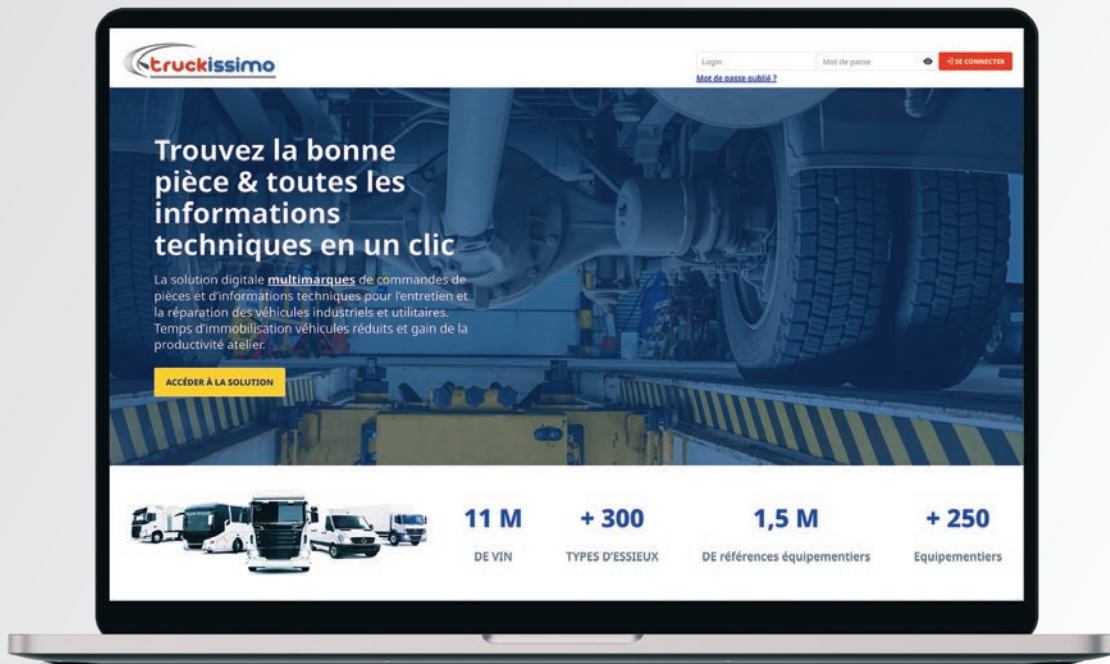 truckissimo
Login
Mot de passe
SE CONNECTER
Mot de passe oublié ?
Trouvez la bonne
pièce & toutes les
informations
techniques en un clic
La solution digitale multimarques de commandes de
pièces et d'informations techniques pour l'entretien et
la réparation des véhicules industriels et utilitaires.
Temps d'immobilisation véhicules réduits et gain de la
productivité atelier.
ACCÉDER À LA SOLUTION
11 M
+ 300
1,5 M
+ 250
DE VIN
TYPES D'ESSIEUX
DE références équipementiers
Equipementiers